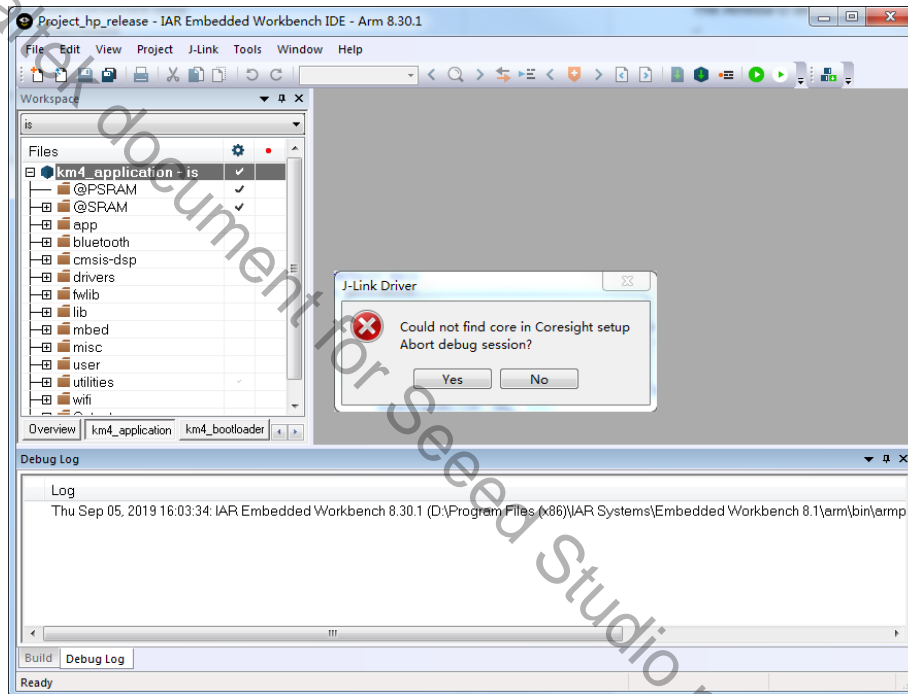 Project_hp_release - IAR Embedded Workbench IDE - Arm 8.30.1
File Edit View Project J-Link Tools Window Help
Workspace
is
Files
km4_application - is
@PSRAM
@SRAM
app
bluetooth
cmsis-dsp
drivers
fwlib
lib
mbed
misc
user
utilities
wifi
Overview km4_application km4_bootloader
J-Link Driver
Could not find core in Coresight setup
Abort debug session?
Yes No
Debug Log
Log
Thu Sep 05, 2019 16:03:34: IAR Embedded Workbench 8.30.1 (D:\Program Files (x86)\IAR Systems\Embedded Workbench 8.1\arm\bin\armp
Build Debug Log
Ready
document for Seeed Studio